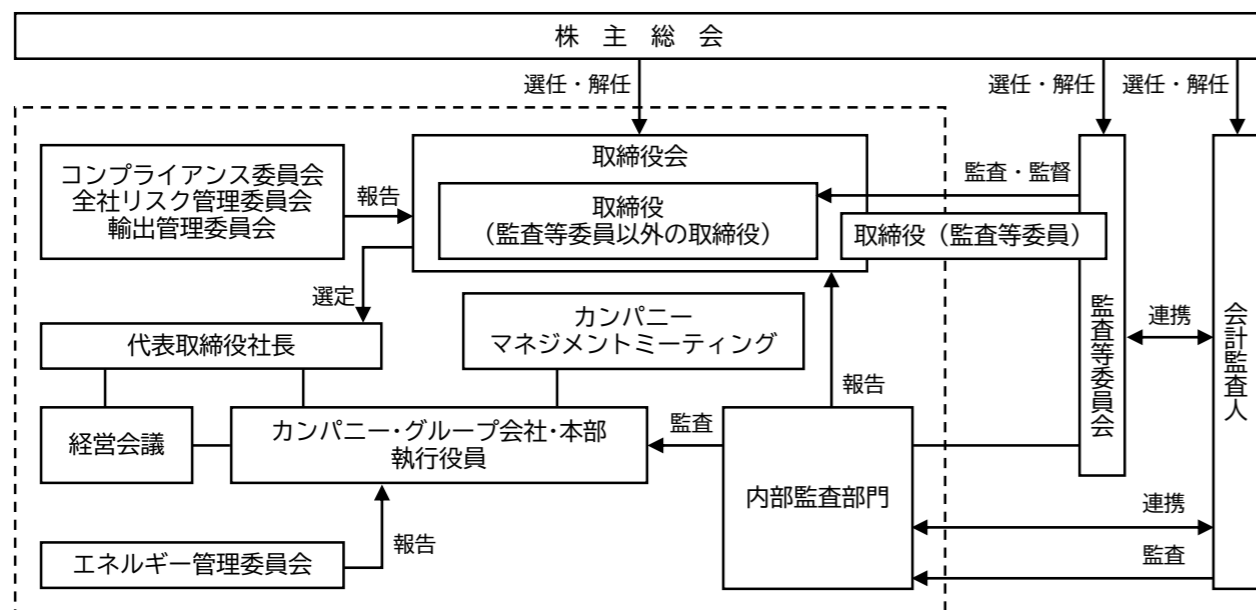 株 主 総 会
選任・解任
選任・解任
選任・解任
取締役会
コンプライアンス委員会
全社リスク管理委員会
輸出管理委員会
報告
取締役
（監査等委員以外の取締役）
監査・監督
取締役（監査等委員）
選定
代表取締役社長
カンパニー
マネジメントミーティング
監査等委員会
連携
会計監査人
報告
経営会議
カンパニー・グループ会社・本部
執行役員
監査
内部監査部門
連携
エネルギー管理委員会
報告
監査